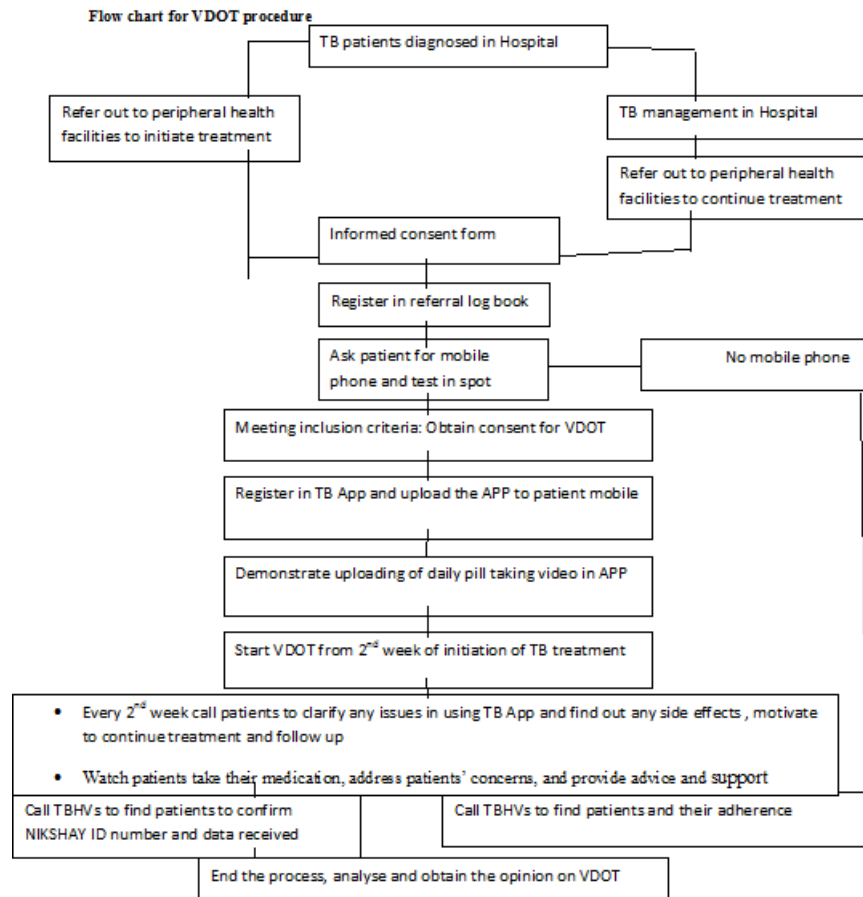 Flow chart for VDOT procedure
TB patients diagnosed in Hospital
Refer out to peripheral health
facilities to initiate treatment
TB management in Hospital
Refer out to peripheral health
facilities to continue treatment
Informed consent form
Register in referral log book
Ask patient for mobile
phone and test in spot
No mobile phone
Meeting inclusion criteria: Obtain consent for VDOT
Register in TB App and upload the APP to patient mobile
Demonstrate uploading of daily pill taking video in APP
Start VDOT from 2nd week of initiation of TB treatment
• Every 2nd week call patients to clarify any issues in using TB App and find out any side effects , motivate
to continue treatment and follow up
• Watch patients take their medication, address patients’ concerns, and provide advice and support
Call TBHVs to find patients to confirm
NIKSHAY ID number and data received
Call TBHVs to find patients and their adherence
End the process, analyse and obtain the opinion on VDOT